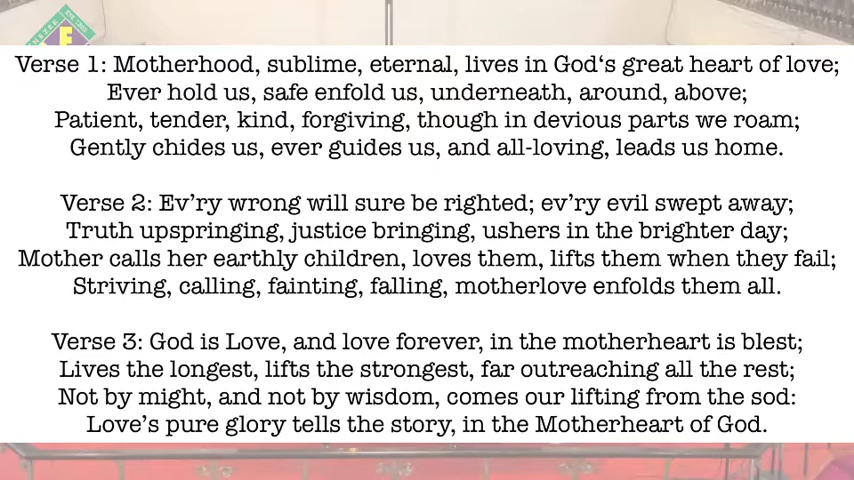 Verse 1: Motherhood, sublime, eternal, lives in God‘s great heart of love;
Ever hold us, safe enfold us, underneath, around, above;
Patient, tender, kind, forgiving, though in devious parts we roam;
Gently chides us, ever guides us, and all-loving, leads us home.
Verse 2: Ev’ry wrong will sure be righted; ev’ry evil swept away;
Truth upspringing, justice bringing, ushers in the brighter day;
Mother calls her earthly children, loves them, lifts them when they fail;
Striving, calling, fainting, falling, motherlove enfolds them all.
Verse 3: God is Love, and love forever, in the motherheart is blest;
Lives the longest, lifts the strongest, far outreaching all the rest;
Not by might, and not by wisdom, comes our lifting from the sod:
Love’s pure glory tells the story, in the Motherheart of God.